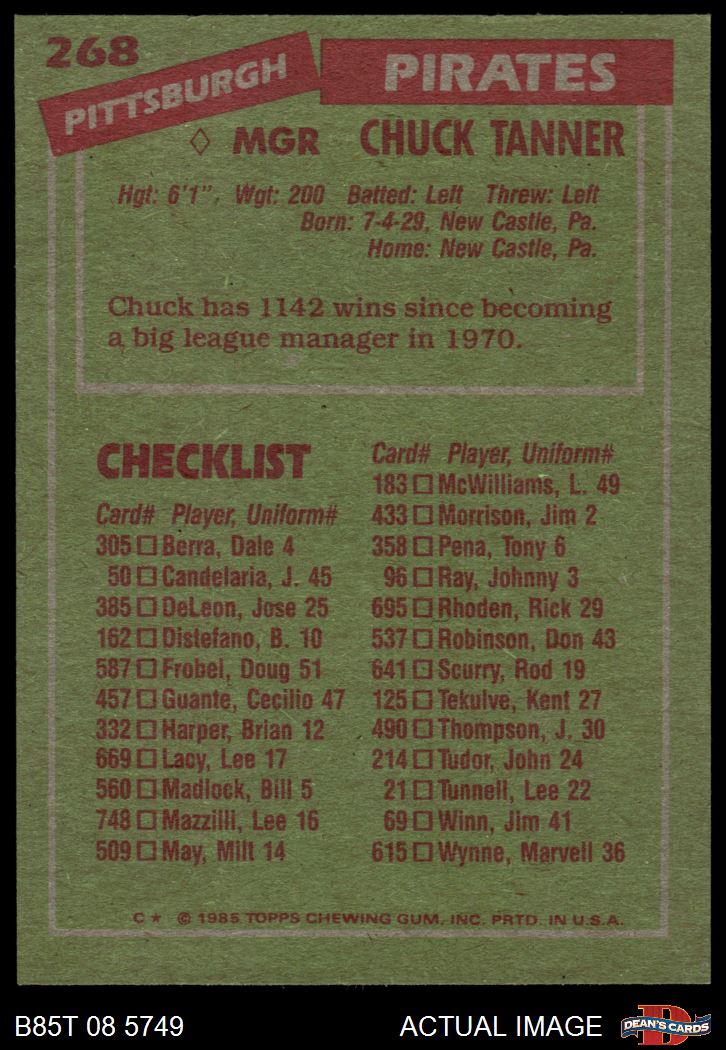 268
PITTSBURGH PIRATES
◊ MGR CHUCK TANNER
Hgt: 6'1", Wgt: 200 Batted: Left Threw: Left
Born: 7-4-29, New Castle, Pa.
Home: New Castle, Pa.
Chuck has 1142 wins since becoming
a big league manager in 1970.
CHECKLIST
Card# Player, Uniform#
305 □ Berra, Dale 4
50 □ Candelaria, J. 45
385 □ DeLeon, Jose 25
162 □ Distefano, B. 10
587 □ Frobel, Doug 51
457 □ Guante, Cecilio 47
332 □ Harper, Brian 12
669 □ Lacy, Lee 17
560 □ Madlock, Bill 5
748 □ Mazzilli, Lee 16
509 □ May, Milt 14
Card# Player, Uniform#
183 □ McWilliams, L. 49
433 □ Morrison, Jim 2
358 □ Pena, Tony 6
96 □ Ray, Johnny 3
695 □ Rhoden, Rick 29
537 □ Robinson, Don 43
641 □ Scurry, Rod 19
125 □ Tekulve, Kent 27
490 □ Thompson, J. 30
214 □ Tudor, John 24
21 □ Tunnell, Lee 22
69 □ Winn, Jim 41
615 □ Wynne, Marvell 36
C★ © 1985 TOPPS CHEWING GUM, INC. PRTD. IN U.S.A.
B85T 08 5749 ACTUAL IMAGE
D
DEAN'S CARDS